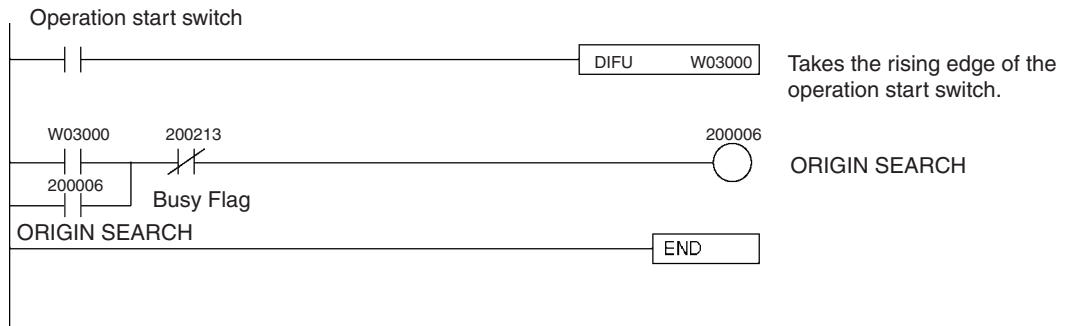 Operation start switch
DIFU W03000
Takes the rising edge of the
operation start switch.
W03000 200213 200006
ORIGIN SEARCH
200006
Busy Flag
ORIGIN SEARCH
END